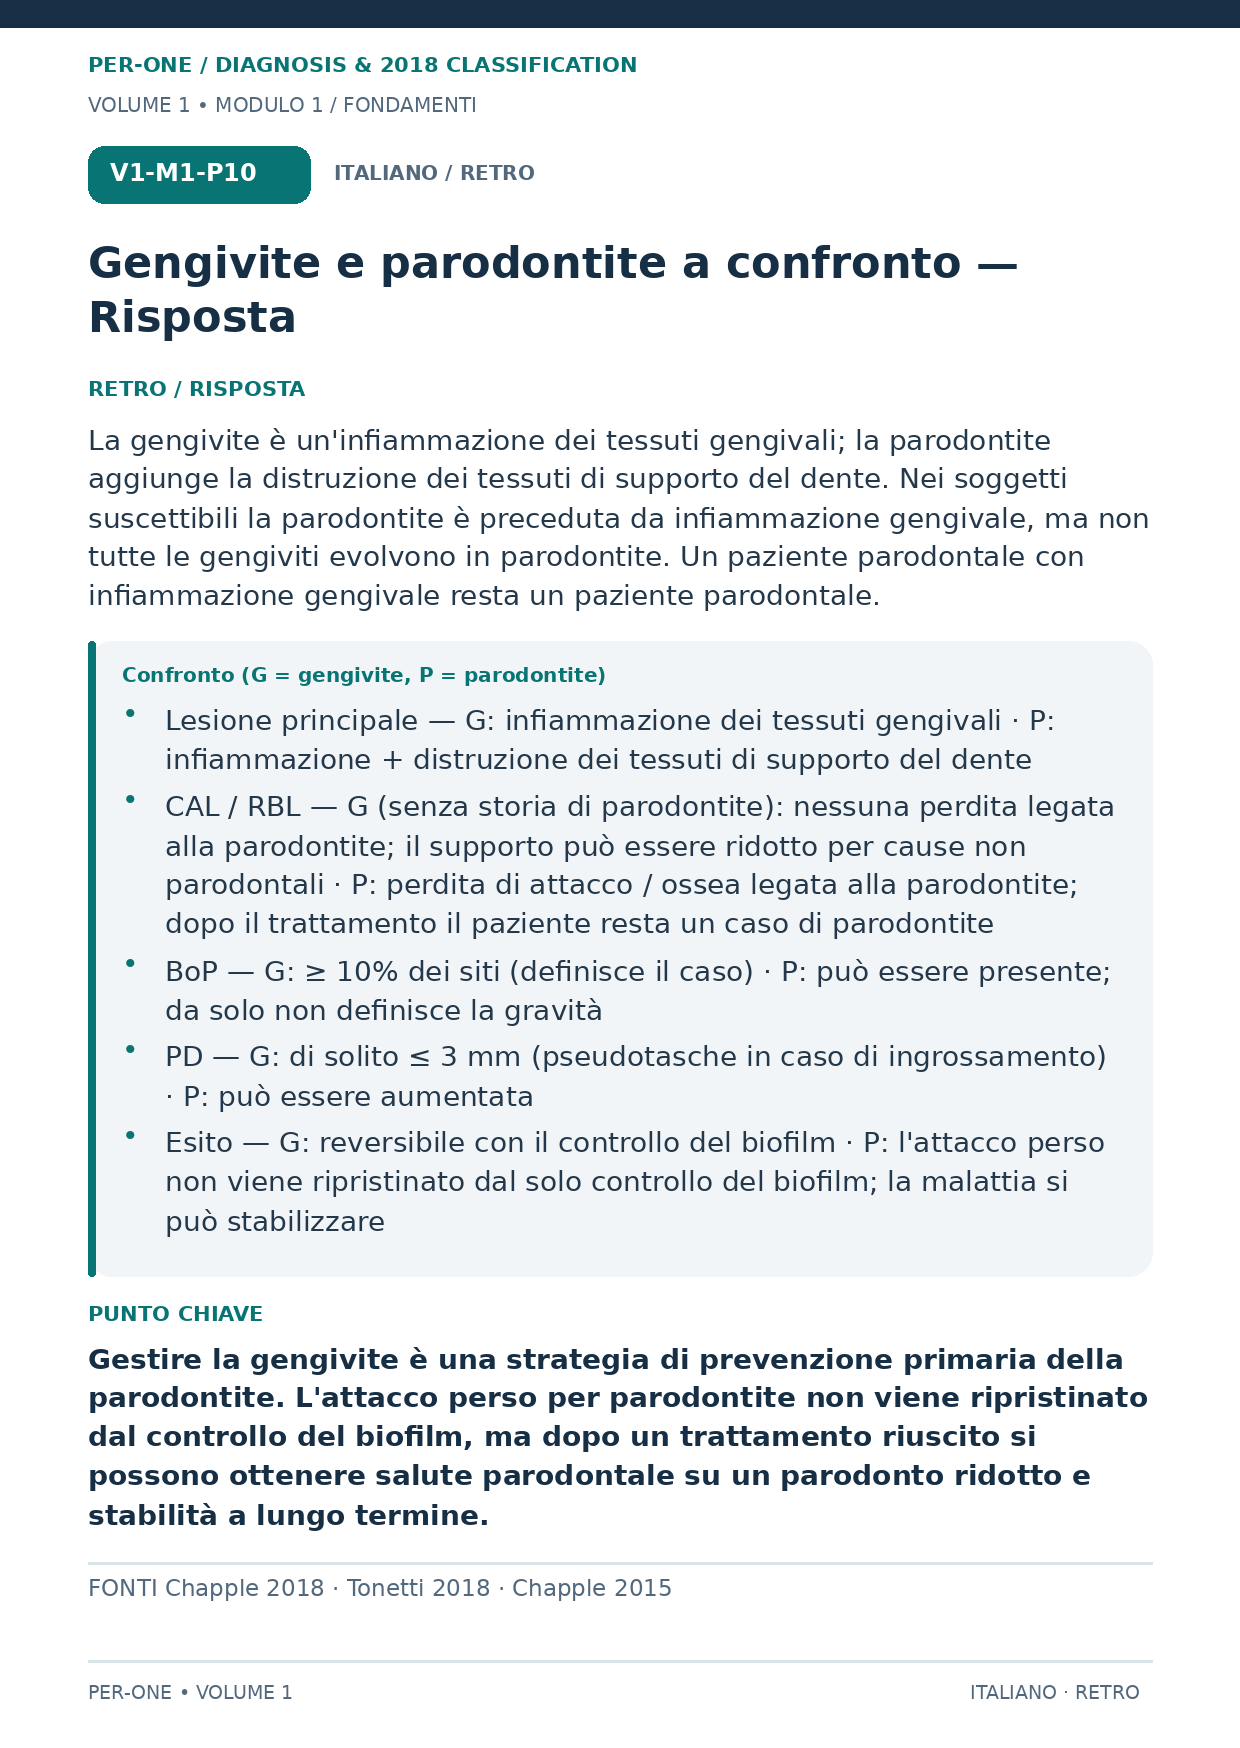 PER-ONE / DIAGNOSIS & 2018 CLASSIFICATION
VOLUME 1 • MODULO 1 / FONDAMENTI
V1-M1-P10
ITALIANO / RETRO
Gengivite e parodontite a confronto —
Risposta
RETRO / RISPOSTA
La gengivite è un'infiammazione dei tessuti gengivali; la parodontite
aggiunge la distruzione dei tessuti di supporto del dente. Nei soggetti
suscettibili la parodontite è preceduta da infiammazione gengivale, ma non
tutte le gengiviti evolvono in parodontite. Un paziente parodontale con
infiammazione gengivale resta un paziente parodontale.
Confronto (G = gengivite, P = parodontite)
• Lesione principale — G: infiammazione dei tessuti gengivali · P:
infiammazione + distruzione dei tessuti di supporto del dente
• CAL / RBL — G (senza storia di parodontite): nessuna perdita legata
alla parodontite; il supporto può essere ridotto per cause non
parodontali · P: perdita di attacco / ossea legata alla parodontite;
dopo il trattamento il paziente resta un caso di parodontite
• BoP — G: ≥ 10% dei siti (definisce il caso) · P: può essere presente;
da solo non definisce la gravità
• PD — G: di solito ≤ 3 mm (pseudotasche in caso di ingrossamento)
· P: può essere aumentata
• Esito — G: reversibile con il controllo del biofilm · P: l'attacco perso
non viene ripristinato dal solo controllo del biofilm; la malattia si
può stabilizzare
PUNTO CHIAVE
Gestire la gengivite è una strategia di prevenzione primaria della
parodontite. L'attacco perso per parodontite non viene ripristinato
dal controllo del biofilm, ma dopo un trattamento riuscito si
possono ottenere salute parodontale su un parodonto ridotto e
stabilità a lungo termine.
FONTI Chapple 2018 · Tonetti 2018 · Chapple 2015
PER-ONE • VOLUME 1
ITALIANO · RETRO